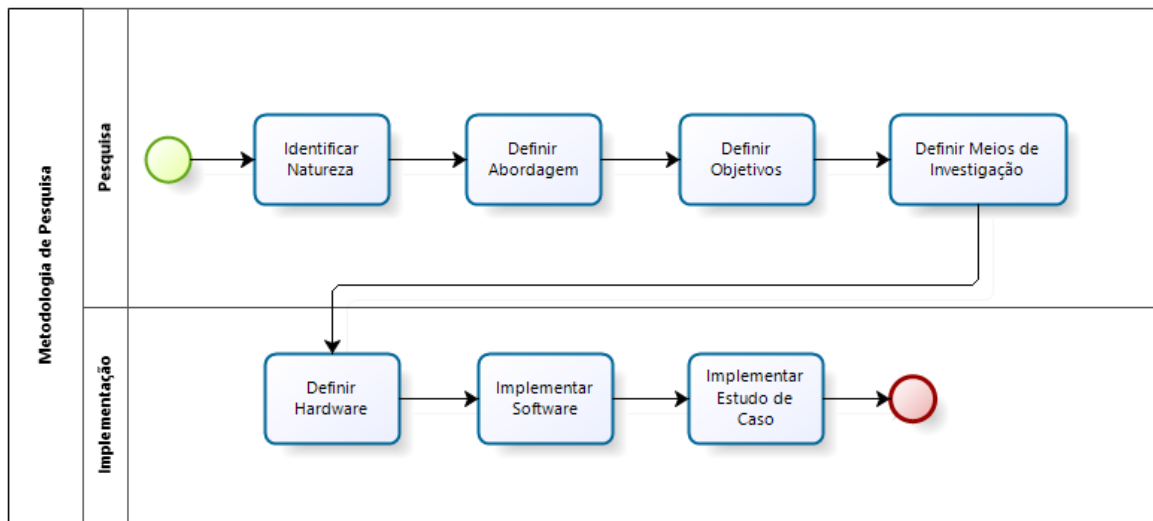 Metodologia de Pesquisa
Pesquisa
Identificar
Natureza
Definir
Abordagem
Definir
Objetivos
Definir Meios de
Investigação
Implementação
Definir
Hardware
Implementar
Software
Implementar
Estudo de
Caso